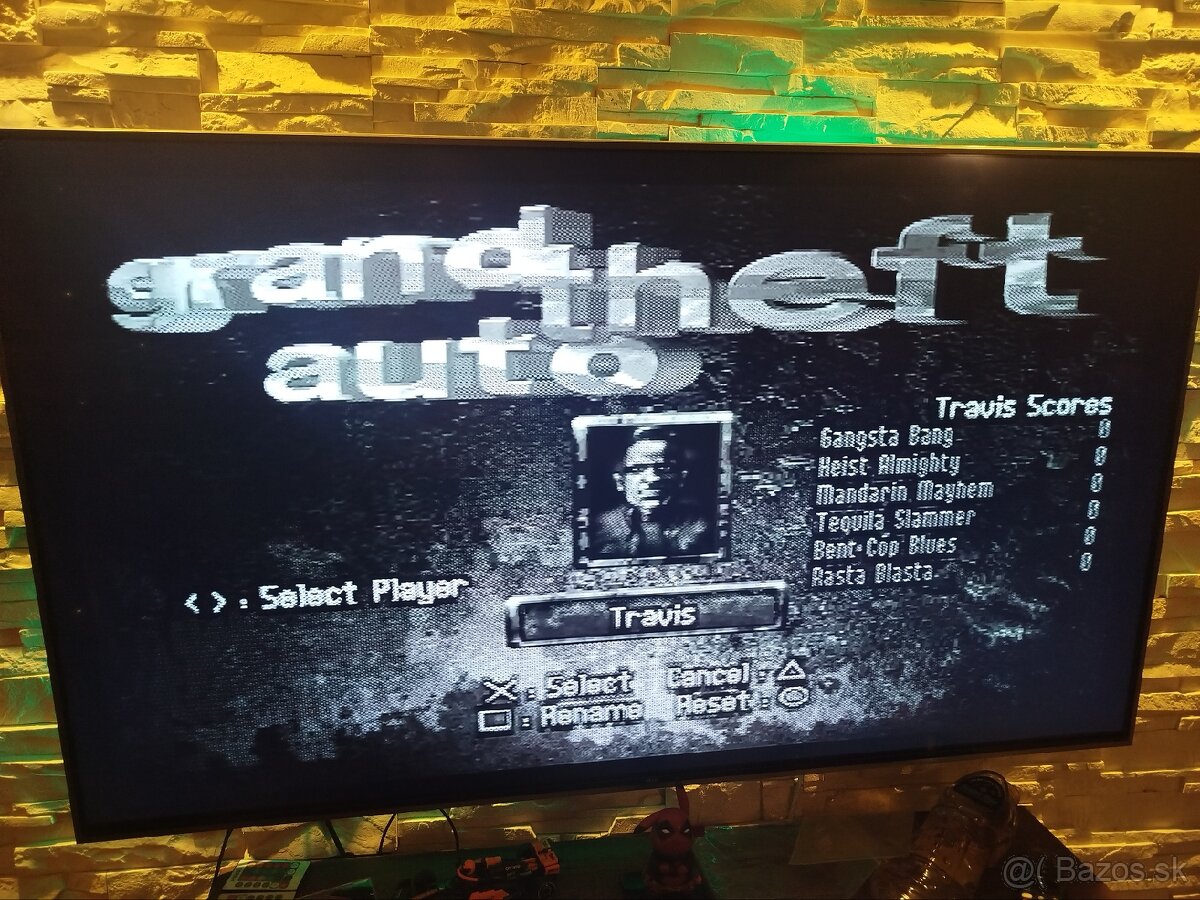 grand theft
auto
Travis Scores
Gangsta Bang 0
Heist Almighty 0
Mandarin Mayhem 0
Tequila Slammer 0
Bent-Cop Blues 0
Rasta Blasta 0
< > : Select Player
Travis
X : Select Cancel : △
□ : Rename Reset : ○
@( Bazos.sk